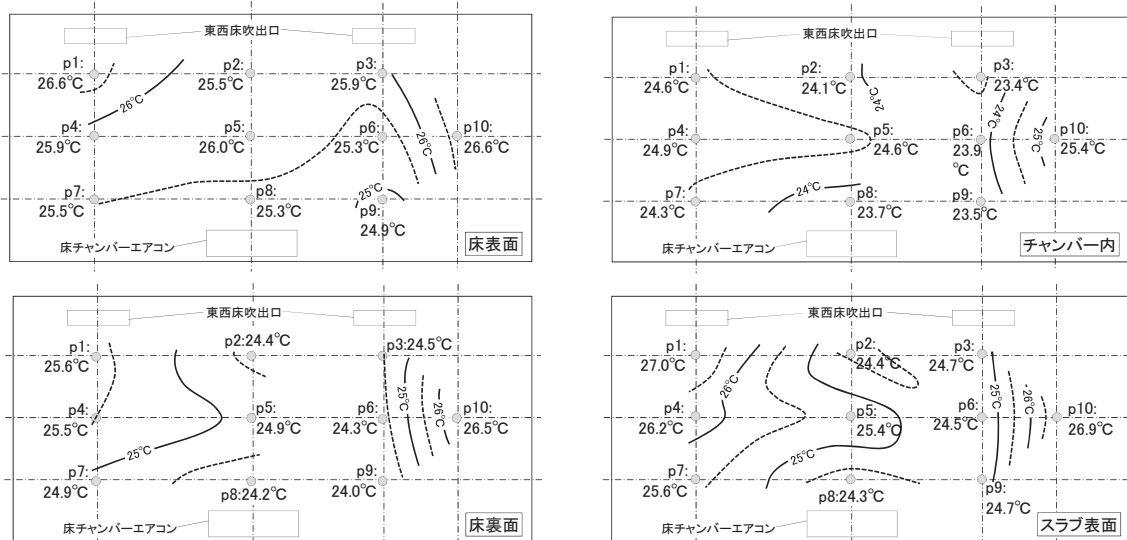 東西床吹出口
p1:
26.6℃
p2:
25.5℃
p3:
25.9℃
26℃
p4:
25.9℃
p5:
26.0℃
p6:
25.3℃
26℃
p10:
26.6℃
p7:
25.5℃
p8:
25.3℃
25℃
p9:
24.9℃
床チャンバーエアコン
床表面
東西床吹出口
p1:
24.6℃
p2:
24.1℃
24℃
p3:
23.4℃
24℃
p4:
24.9℃
p5:
24.6℃
p6:
23.9
℃
25℃
p10:
25.4℃
p7:
24.3℃
24℃
p8:
23.7℃
p9:
23.5℃
床チャンバーエアコン
チャンバー内
東西床吹出口
p1:
25.6℃
p2:24.4℃
p3:24.5℃
25℃
26℃
p4:
25.5℃
p5:
24.9℃
p6:
24.3℃
p10:
26.5℃
25℃
p7:
24.9℃
p8:24.2℃
p9:
24.0℃
床チャンバーエアコン
床裏面
東西床吹出口
p1:
27.0℃
26℃
p2:
24.4℃
p3:
24.7℃
25℃
26℃
p4:
26.2℃
p5:
25.4℃
p6:
24.5℃
p10:
26.9℃
25℃
p7:
25.6℃
p8:24.3℃
p9:
24.7℃
床チャンバーエアコン
スラブ表面